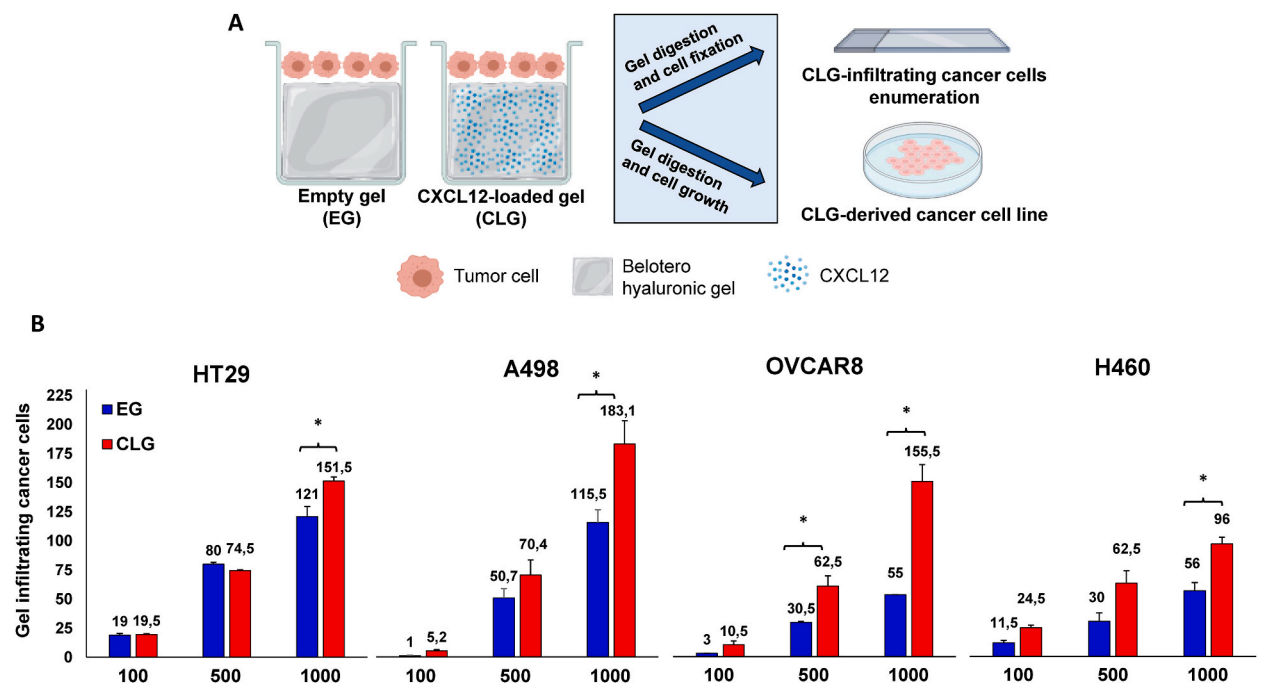 A
Gel digestion
and cell fixation
Gel digestion
and cell growth
CLG-infiltrating cancer cells
enumeration
CLG-derived cancer cell line
Empty gel
(EG)
CXCL12-loaded gel
(CLG)
Tumor cell
Belotero
hyaluronic gel
CXCL12
B
Gel infiltrating cancer cells
225
200
175
150
125
100
75
50
25
0
EG
CLG
HT29
19 19,5
80 74,5
121 151,5
*
100 500 1000
A498
1 5,2
50,7 70,4
115,5 183,1
*
100 500 1000
OVCAR8
3 10,5
30,5 62,5
*
55 155,5
*
100 500 1000
H460
11,5 24,5
30 62,5
56 96
*
100 500 1000